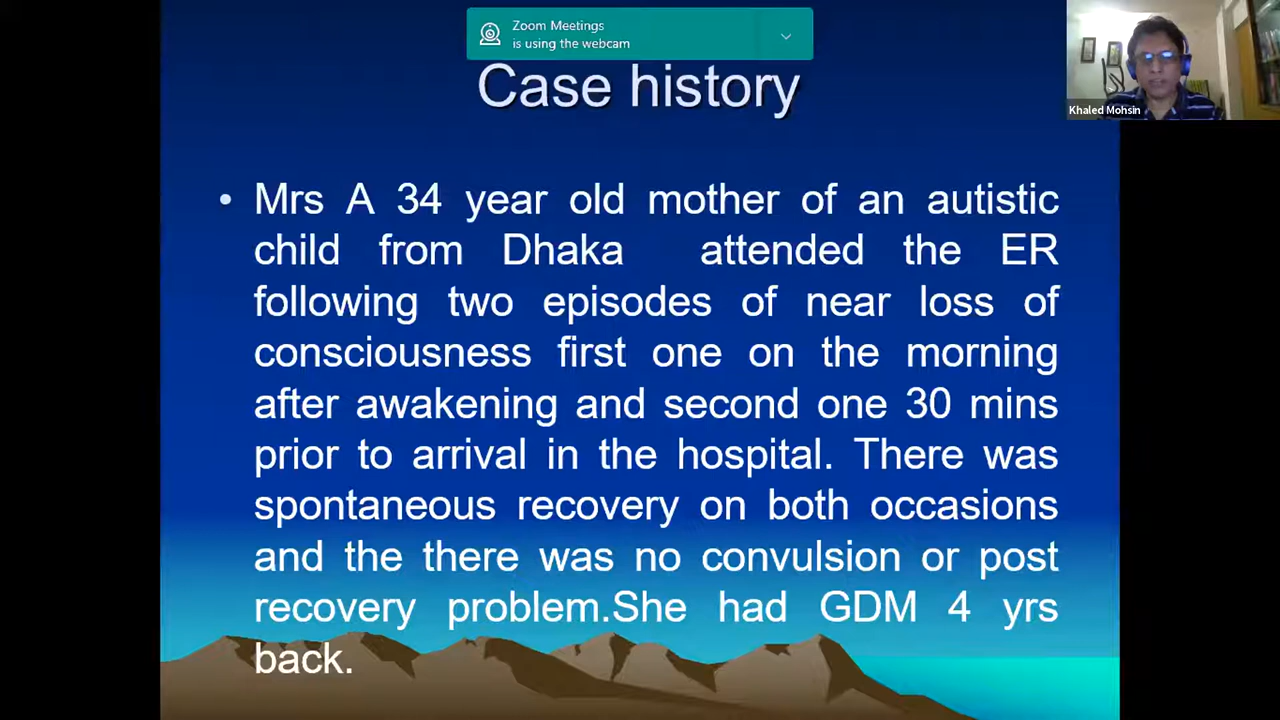 Zoom Meetings
is using the webcam
Case history
Khaled Mohsin
• Mrs A 34 year old mother of an autistic
child from Dhaka attended the ER
following two episodes of near loss of
consciousness first one on the morning
after awakening and second one 30 mins
prior to arrival in the hospital. There was
spontaneous recovery on both occasions
and the there was no convulsion or post
recovery problem.She had GDM 4 yrs
back.